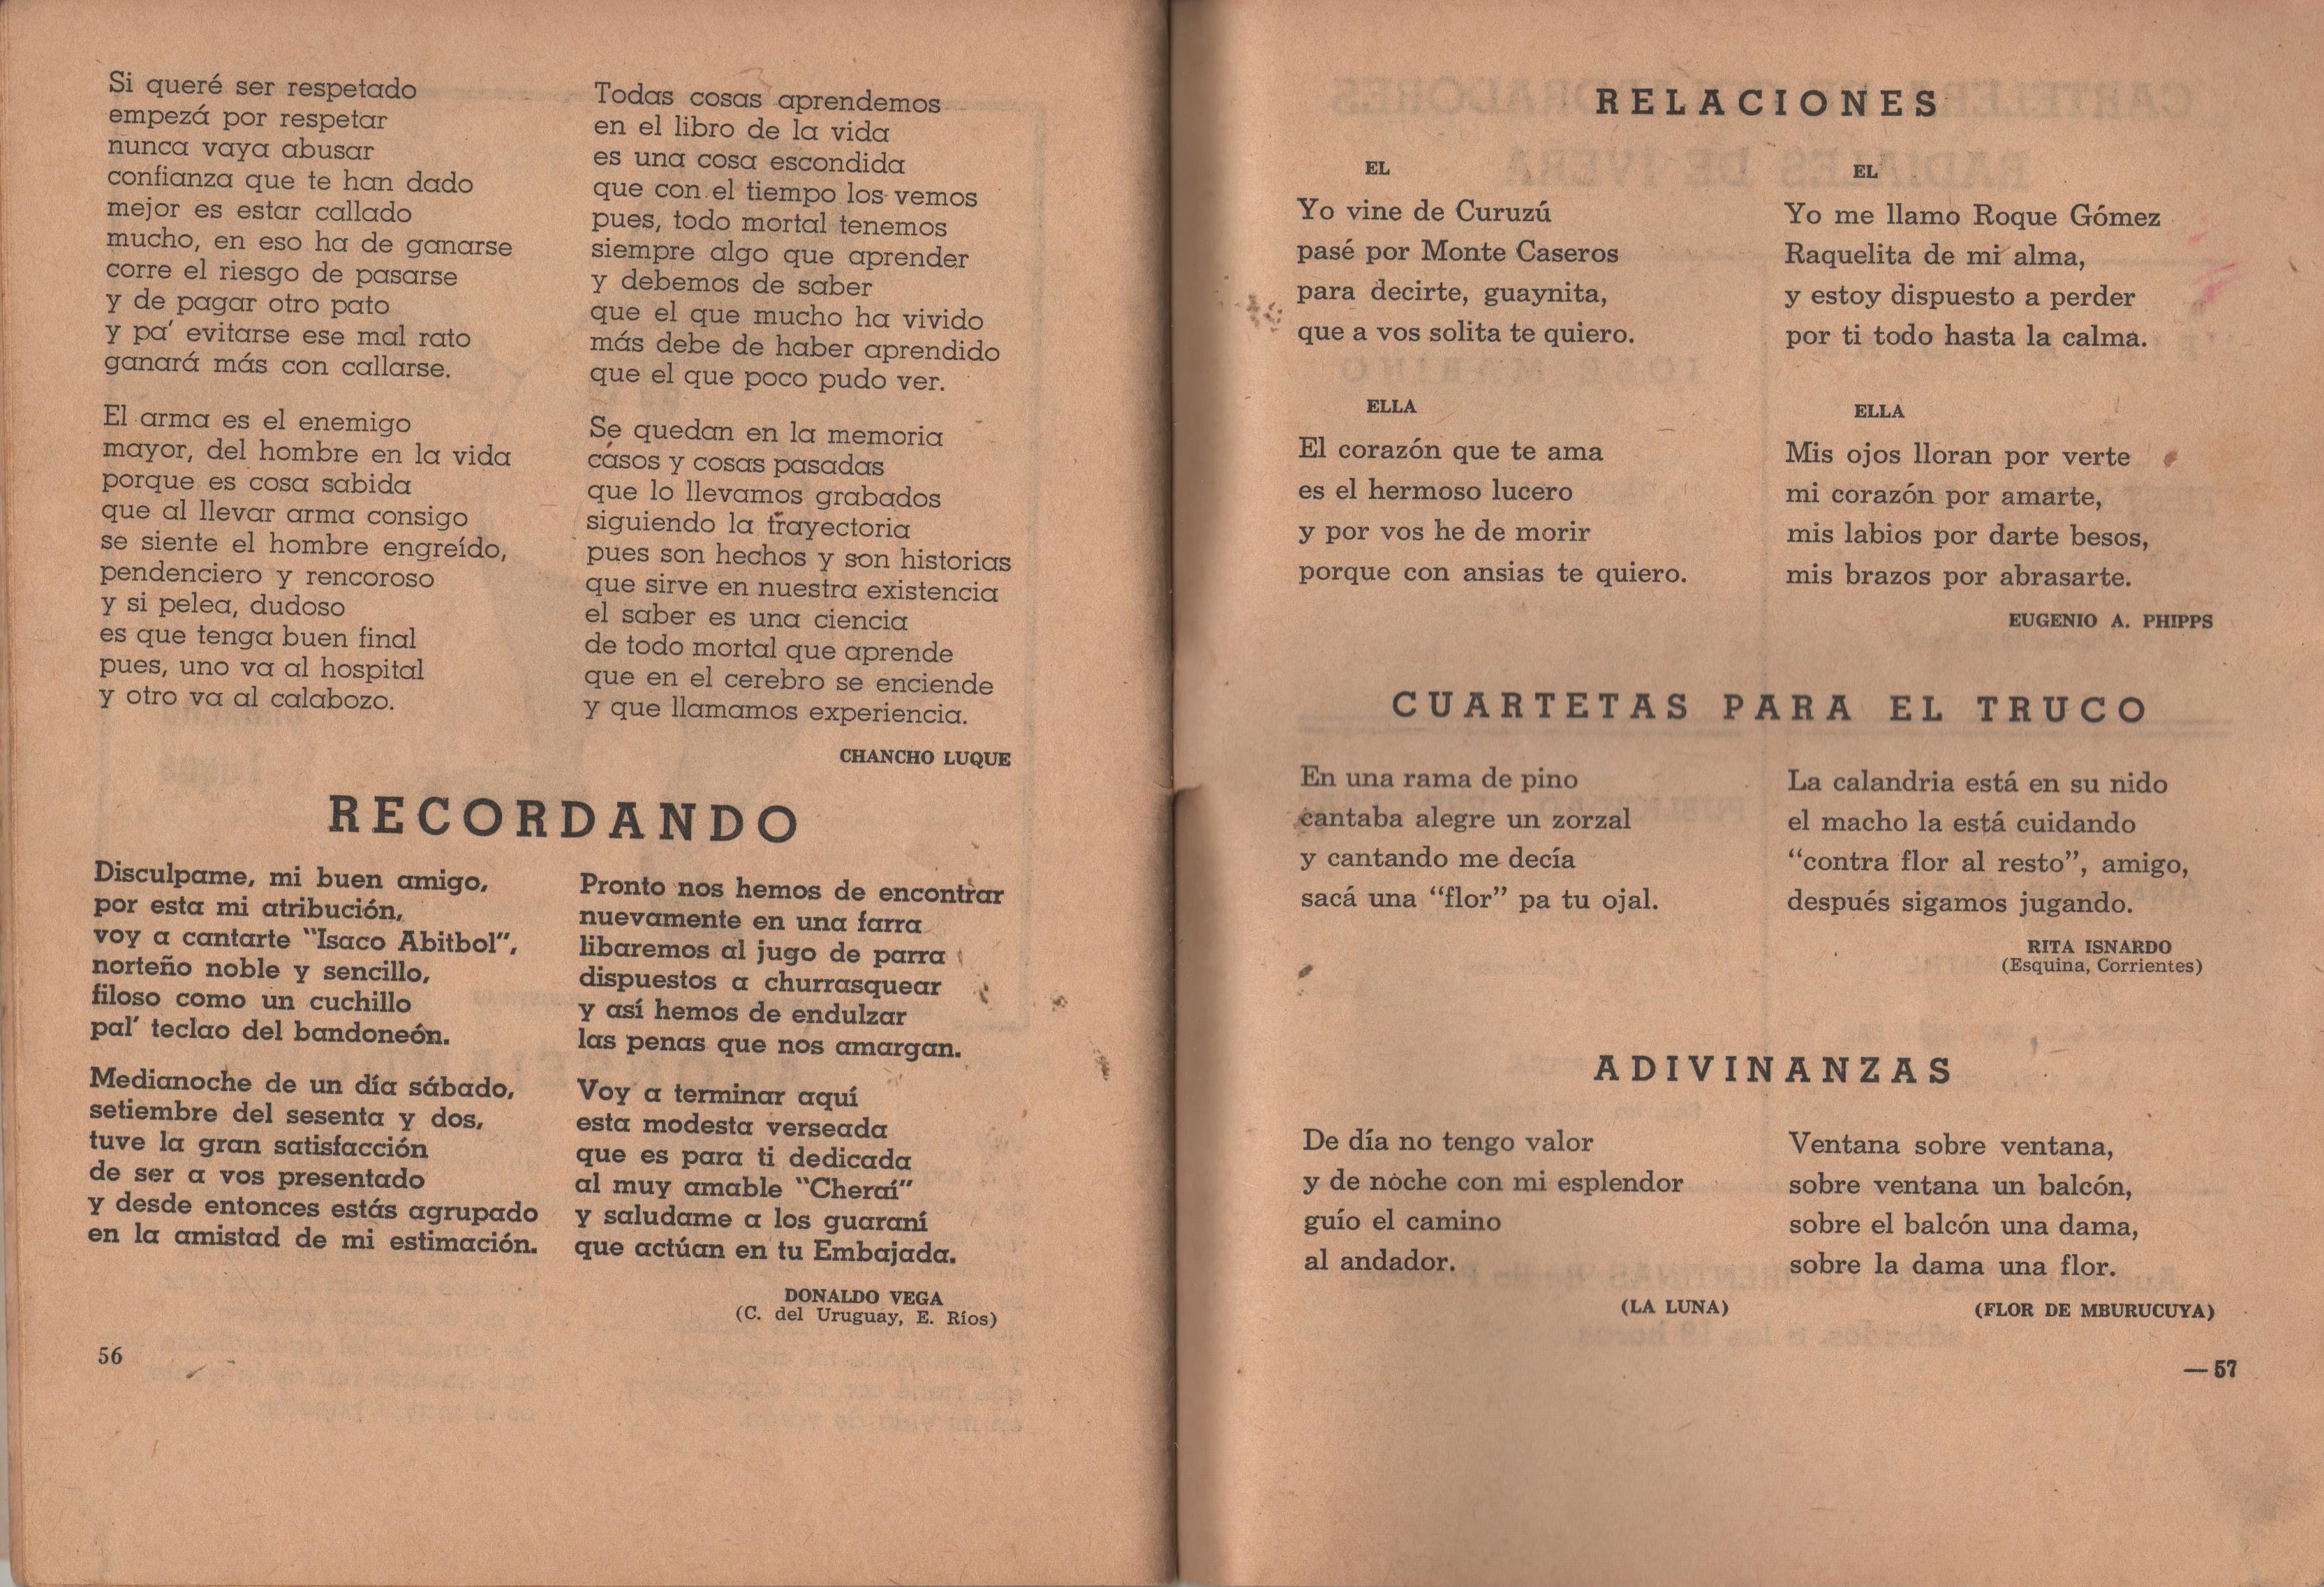 Si queré ser respetado
empezá por respetar
nunca vaya abusar
confianza que te han dado
mejor es estar callado
mucho, en eso ha de ganarse
corre el riesgo de pasarse
y de pagar otro pato
y pa' evitarse ese mal rato
ganará más con callarse.
El arma es el enemigo
mayor, del hombre en la vida
porque es cosa sabida
que al llevar arma consigo
se siente el hombre engreído,
pendenciero y rencoroso
y si pelea, dudoso
es que tenga buen final
pues, uno va al hospital
y otro va al calabozo.
Todas cosas aprendemos
en el libro de la vida
es una cosa escondida
que con el tiempo los vemos
pues, todo mortal tenemos
siempre algo que aprender
y debemos de saber
que el que mucho ha vivido
más debe de haber aprendido
que el que poco pudo ver.
Se quedan en la memoria
casos y cosas pasadas
que lo llevamos grabados
siguiendo la trayectoria
pues son hechos y son historias
que sirve en nuestra existencia
el saber es una ciencia
de todo mortal que aprende
que en el cerebro se enciende
y que llamamos experiencia.
CHANCHO LUQUE
RECORDANDO
Disculpame, mi buen amigo,
por esta mi atribución,
voy a cantarte "Isaco Abitbol",
norteño noble y sencillo,
filoso como un cuchillo
pal' teclao del bandoneón.
Medianoche de un día sábado,
setiembre del sesenta y dos,
tuve la gran satisfacción
de ser a vos presentado
y desde entonces estás agrupado
en la amistad de mi estimación.
Pronto nos hemos de encontrar
nuevamente en una farra
libaremos al jugo de parra
dispuestos a churrasquear
y así hemos de endulzar
las penas que nos amargan.
Voy a terminar aquí
esta modesta verseada
que es para ti dedicada
al muy amable "Cheraí"
y saludame a los guaraní
que actúan en tu Embajada.
DONALDO VEGA
(C. del Uruguay, E. Ríos)
56
RELACIONES
EL
Yo vine de Curuzú
pasé por Monte Caseros
para decirte, guaynita,
que a vos solita te quiero.
ELLA
El corazón que te ama
es el hermoso lucero
y por vos he de morir
porque con ansias te quiero.
EL
Yo me llamo Roque Gómez
Raquelita de mi alma,
y estoy dispuesto a perder
por ti todo hasta la calma.
ELLA
Mis ojos lloran por verte
mi corazón por amarte,
mis labios por darte besos,
mis brazos por abrasarte.
EUGENIO A. PHIPPS
CUARTETAS PARA EL TRUCO
En una rama de pino
cantaba alegre un zorzal
y cantando me decía
sacá una "flor" pa tu ojal.
La calandria está en su nido
el macho la está cuidando
"contra flor al resto", amigo,
después sigamos jugando.
RITA ISNARDO
(Esquina, Corrientes)
ADIVINANZAS
De día no tengo valor
y de noche con mi esplendor
guío el camino
al andador.
(LA LUNA)
Ventana sobre ventana,
sobre ventana un balcón,
sobre el balcón una dama,
sobre la dama una flor.
(FLOR DE MBURUCUYA)
— 57